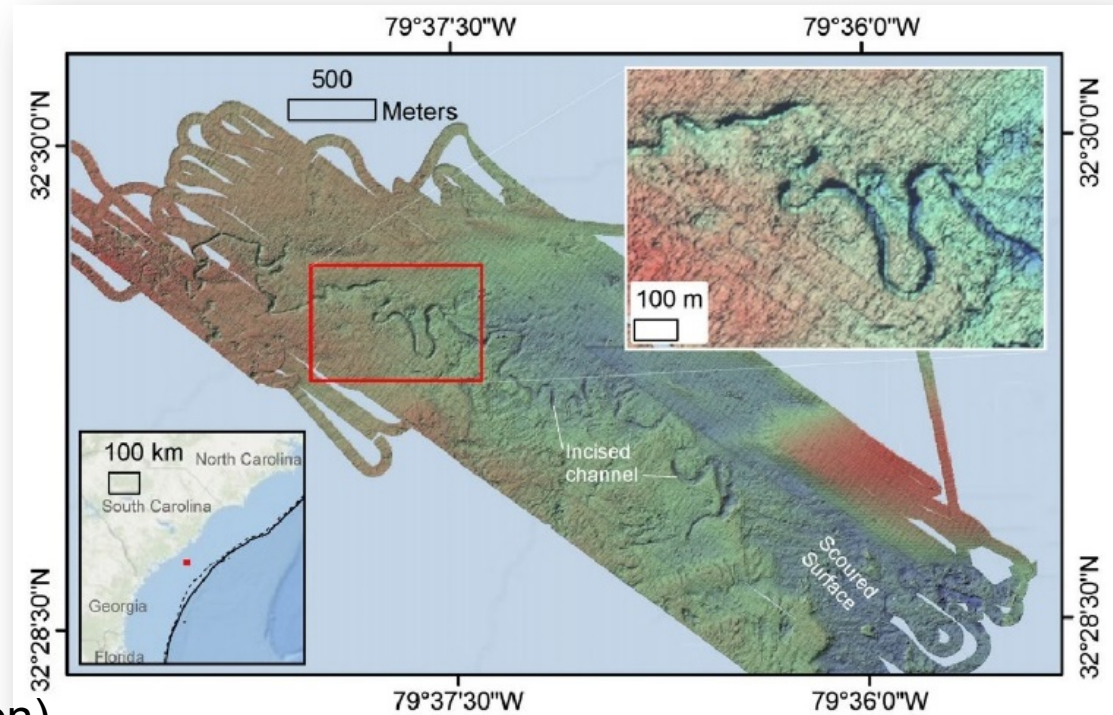 79°37'30"W
79°36'0"W
500
Meters
32°30'0"N
32°30'0"N
100 m
Incised
channel
100 km
North Carolina
South Carolina
Georgia
Florida
Scoured
Surface
32°28'30"N
32°28'30"N
79°37'30"W
79°36'0"W